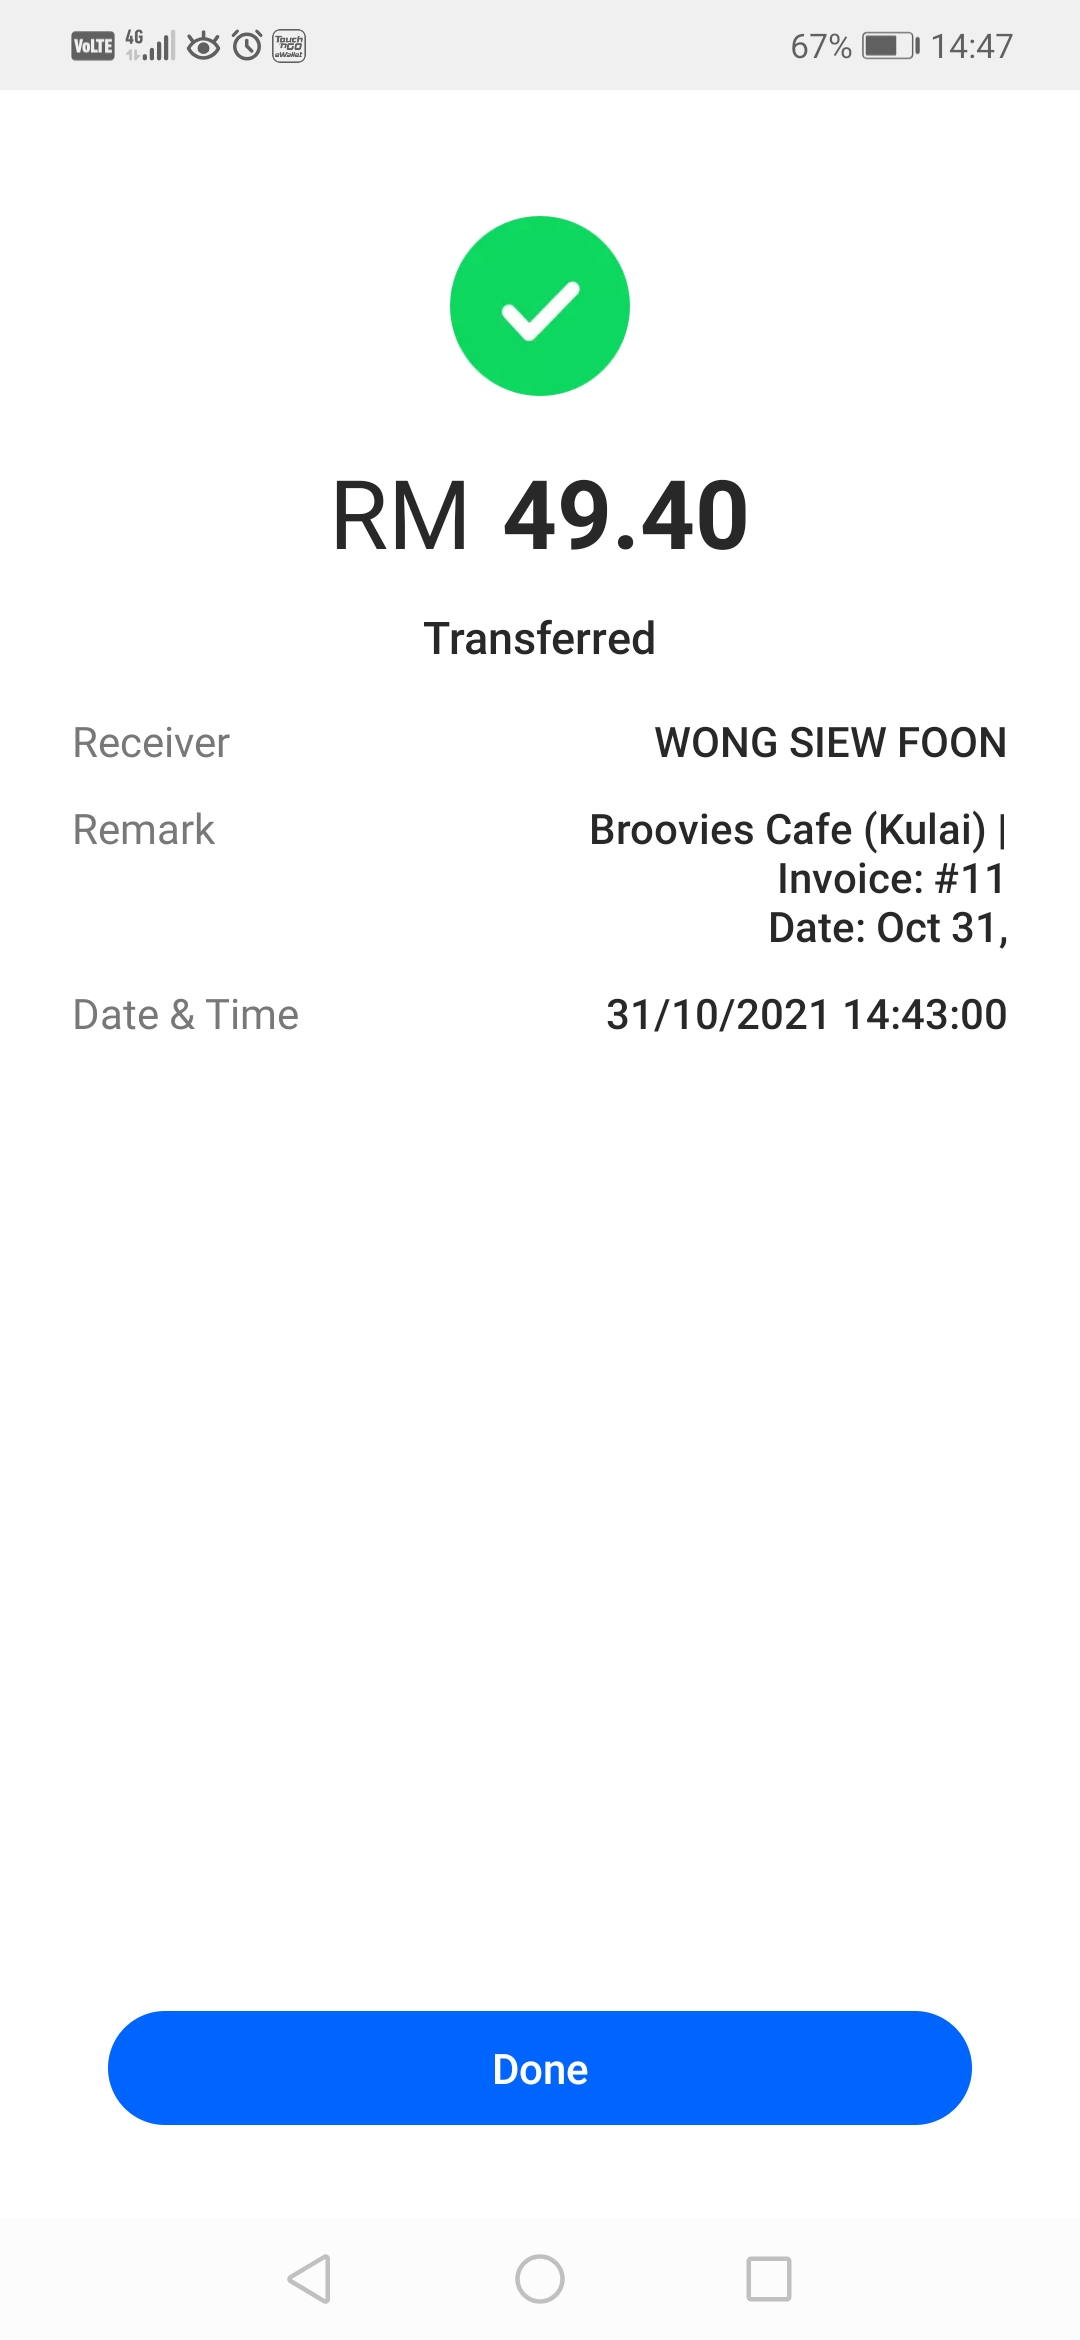 VoLTE 4G Touch 'nGO eWallet 67% 14:47
RM 49.40
Transferred
Receiver WONG SIEW FOON
Remark Broovies Cafe (Kulai) |
Invoice: #11
Date: Oct 31,
Date & Time 31/10/2021 14:43:00
Done